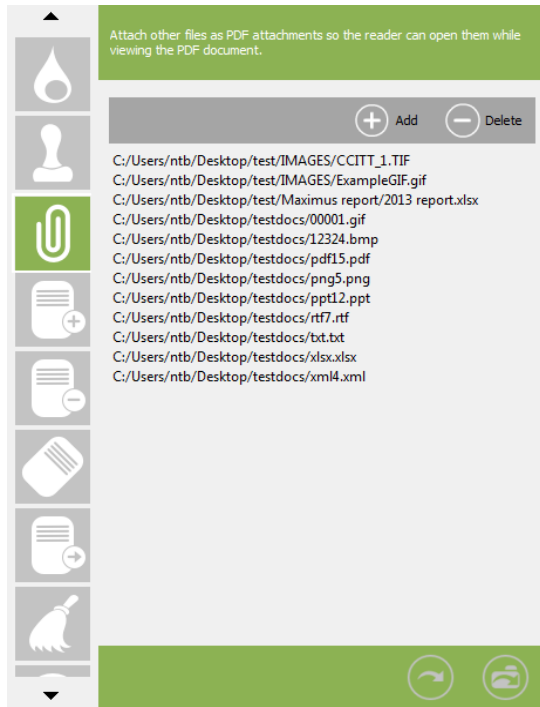 Attach other files as PDF attachments so the reader can open them while
viewing the PDF document.
Add Delete
C:/Users/ntb/Desktop/test/IMAGES/CCITT_1.TIF
C:/Users/ntb/Desktop/test/IMAGES/ExampleGIF.gif
C:/Users/ntb/Desktop/test/Maximus report/2013 report.xlsx
C:/Users/ntb/Desktop/testdocs/00001.gif
C:/Users/ntb/Desktop/testdocs/12324.bmp
C:/Users/ntb/Desktop/testdocs/pdf15.pdf
C:/Users/ntb/Desktop/testdocs/png5.png
C:/Users/ntb/Desktop/testdocs/ppt12.ppt
C:/Users/ntb/Desktop/testdocs/rtf7.rtf
C:/Users/ntb/Desktop/testdocs/txt.txt
C:/Users/ntb/Desktop/testdocs/xlsx.xlsx
C:/Users/ntb/Desktop/testdocs/xml4.xml